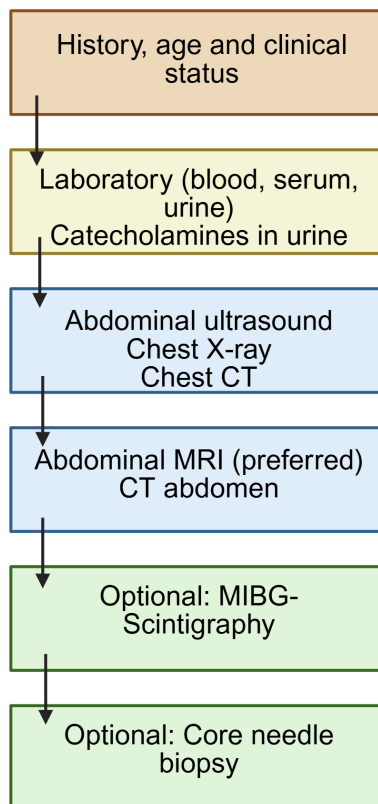 History, age and clinical
status
Laboratory (blood, serum,
urine)
Catecholamines in urine
Abdominal ultrasound
Chest X-ray
Chest CT
Abdominal MRI (preferred)
CT abdomen
Optional: MIBG-
Scintigraphy
Optional: Core needle
biopsy